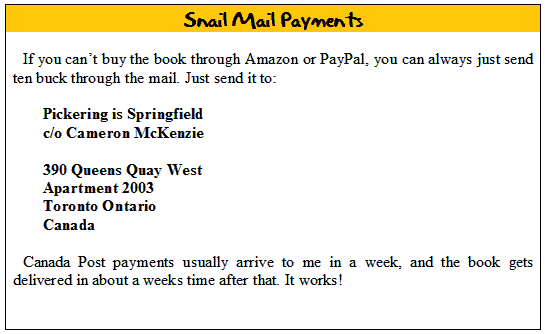 Snail Mail Payments
If you can't buy the book through Amazon or PayPal, you can always just send
ten buck through the mail. Just send it to:
Pickering is Springfield
c/o Cameron McKenzie
390 Queens Quay West
Apartment 2003
Toronto Ontario
Canada
Canada Post payments usually arrive to me in a week, and the book gets
delivered in about a weeks time after that. It works!